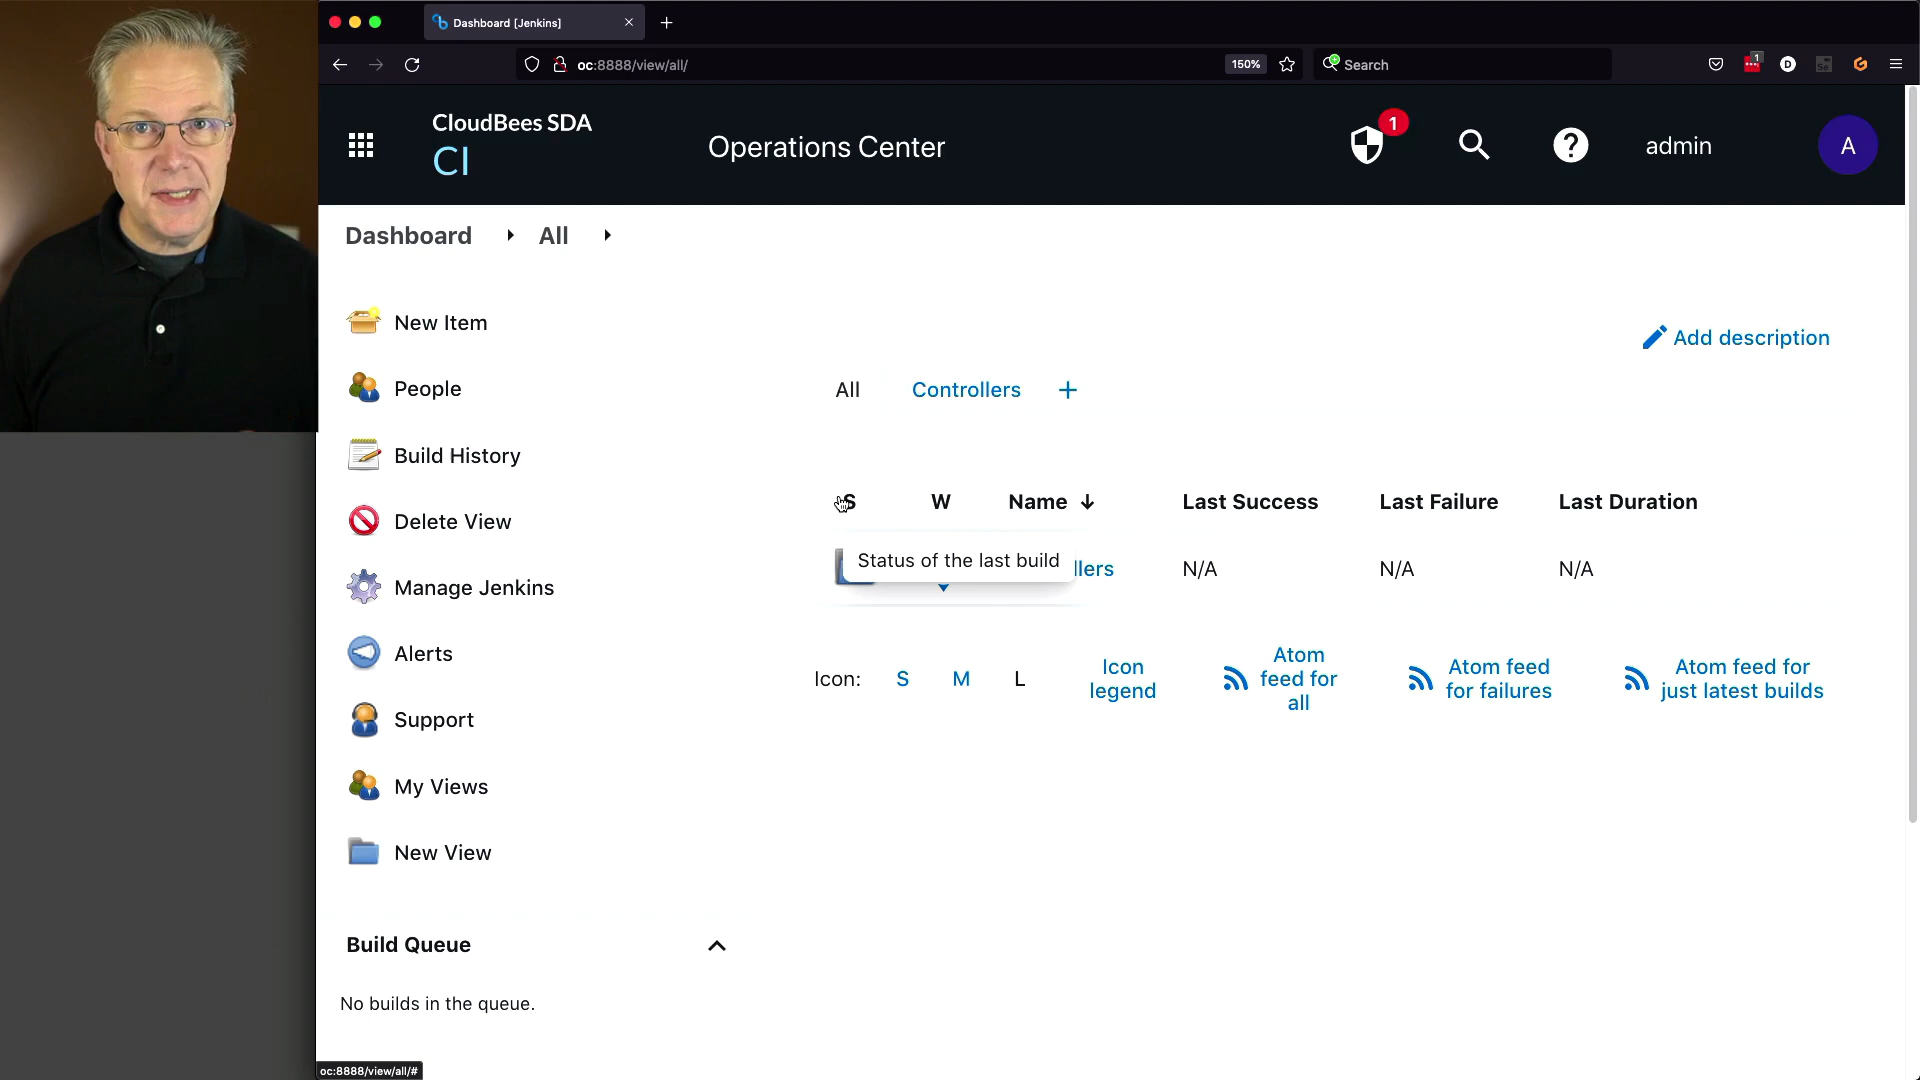 Dashboard [Jenkins]
oc:8888/view/all/
150%
Search
1
D
CloudBees SDA
CI
Operations Center
1
admin
A
Dashboard
All
New Item
People
Build History
Delete View
Manage Jenkins
Alerts
Support
My Views
New View
Add description
All
Controllers
S
W
Name
Last Success
Last Failure
Last Duration
Status of the last build
llers
N/A
N/A
N/A
Icon:
S
M
L
Icon
legend
Atom
feed for
all
Atom feed
for failures
Atom feed for
just latest builds
Build Queue
No builds in the queue.
oc:8888/view/all/#